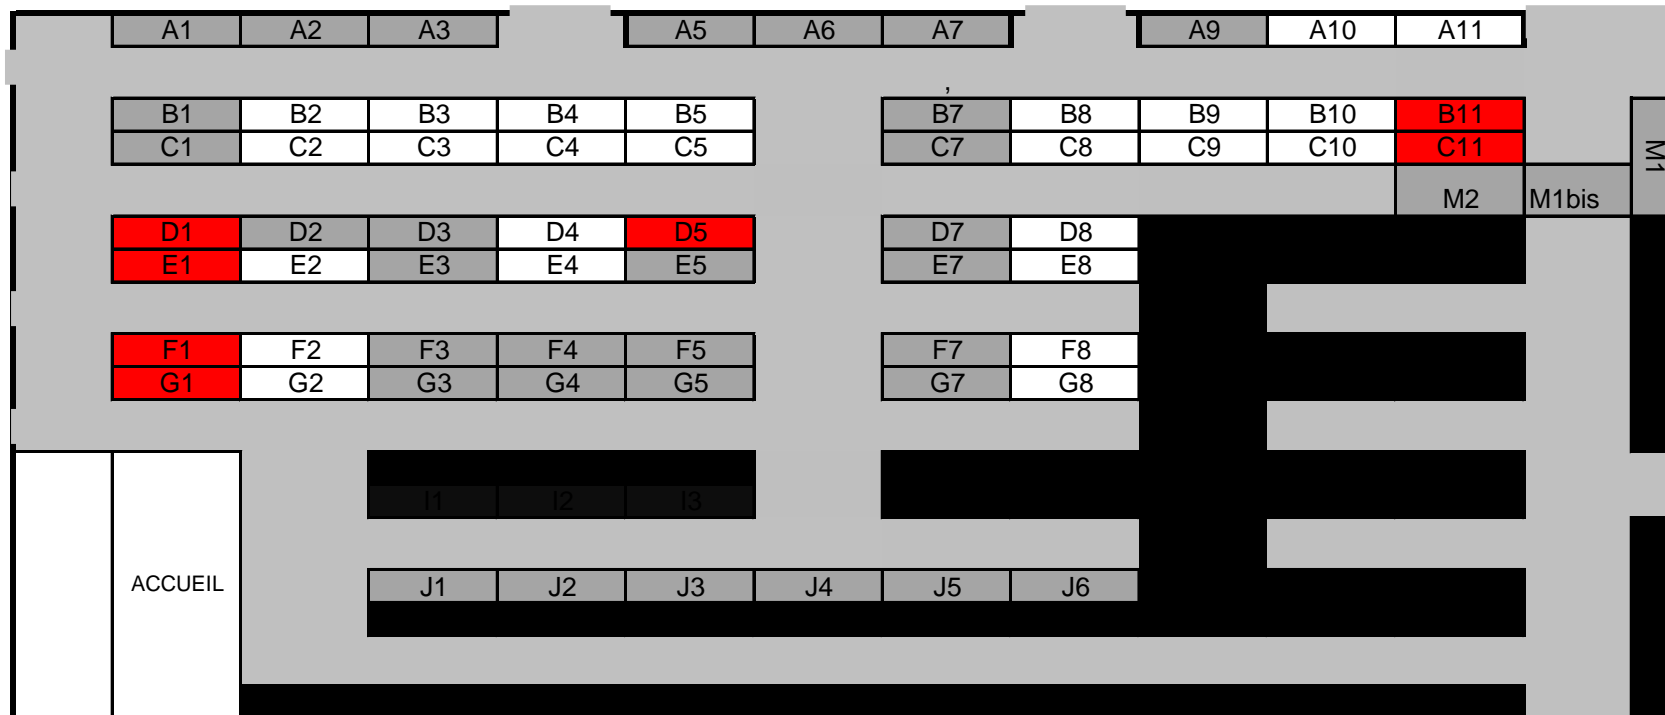 A1 A2 A3 A5 A6 A7 A9 A10 A11
,
B1 B2 B3 B4 B5 B7 B8 B9 B10 B11
C1 C2 C3 C4 C5 C7 C8 C9 C10 C11
M1
M2 M1bis
D1 D2 D3 D4 D5 D7 D8
E1 E2 E3 E4 E5 E7 E8
F1 F2 F3 F4 F5 F7 F8
G1 G2 G3 G4 G5 G7 G8
I1 I2 I3
ACCUEIL
J1 J2 J3 J4 J5 J6